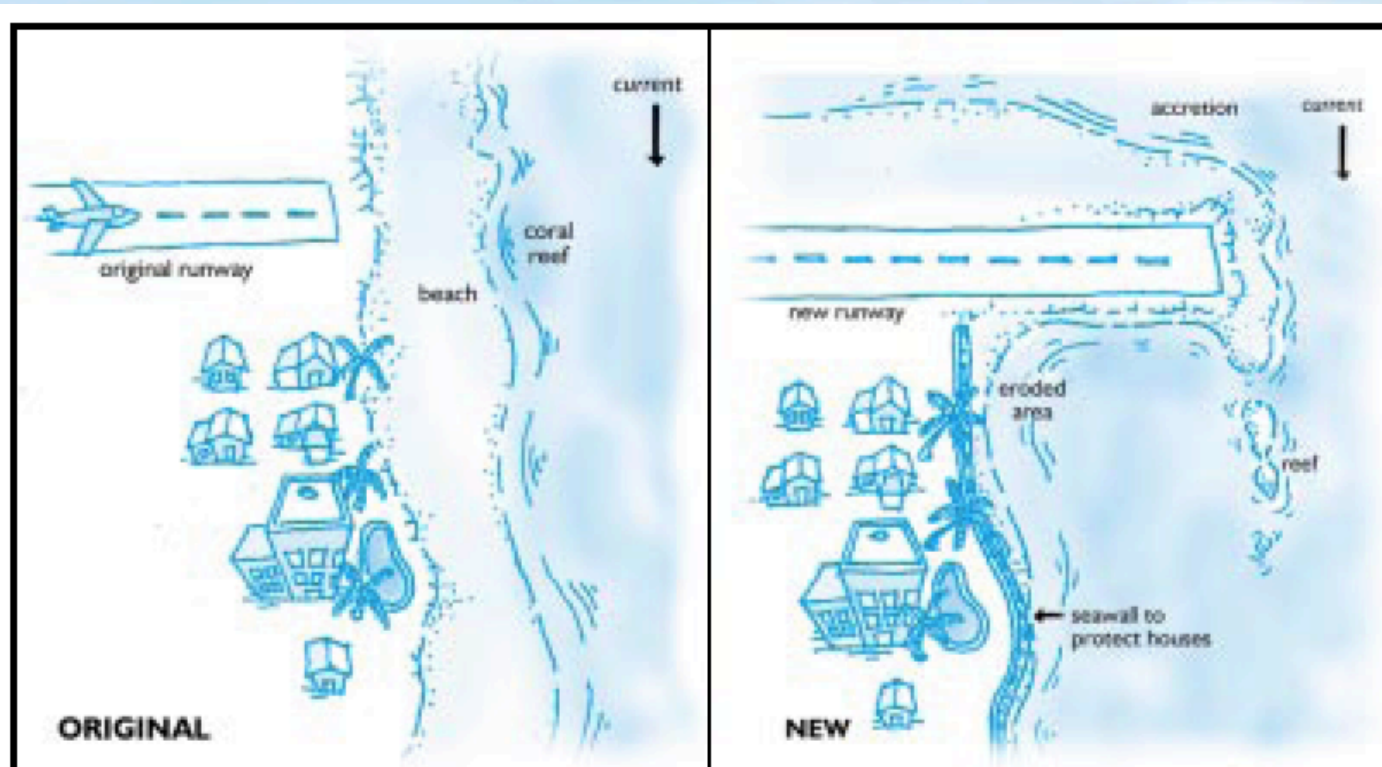 current
coral
reef
original runway
beach
ORIGINAL
accretion
current
new runway
eroded
area
reef
seawall to
protect houses
NEW